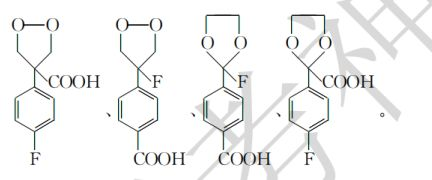 O—O O—O
O O O O
COOH F F COOH
、 、 、 。
F COOH COOH F